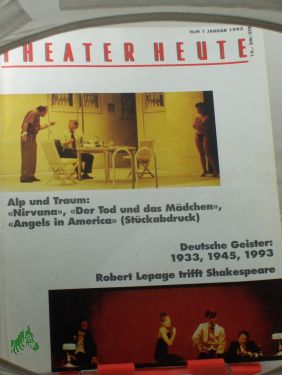 Heft 1 JANUAR 1993
THEATER HEUTE
Alp und Traum:
«Nirvana», «Der Tod und das Mädchen»,
«Angels in America» (Stückabdruck)
Deutsche Geister:
1933, 1945, 1993
Robert Lepage trifft Shakespeare